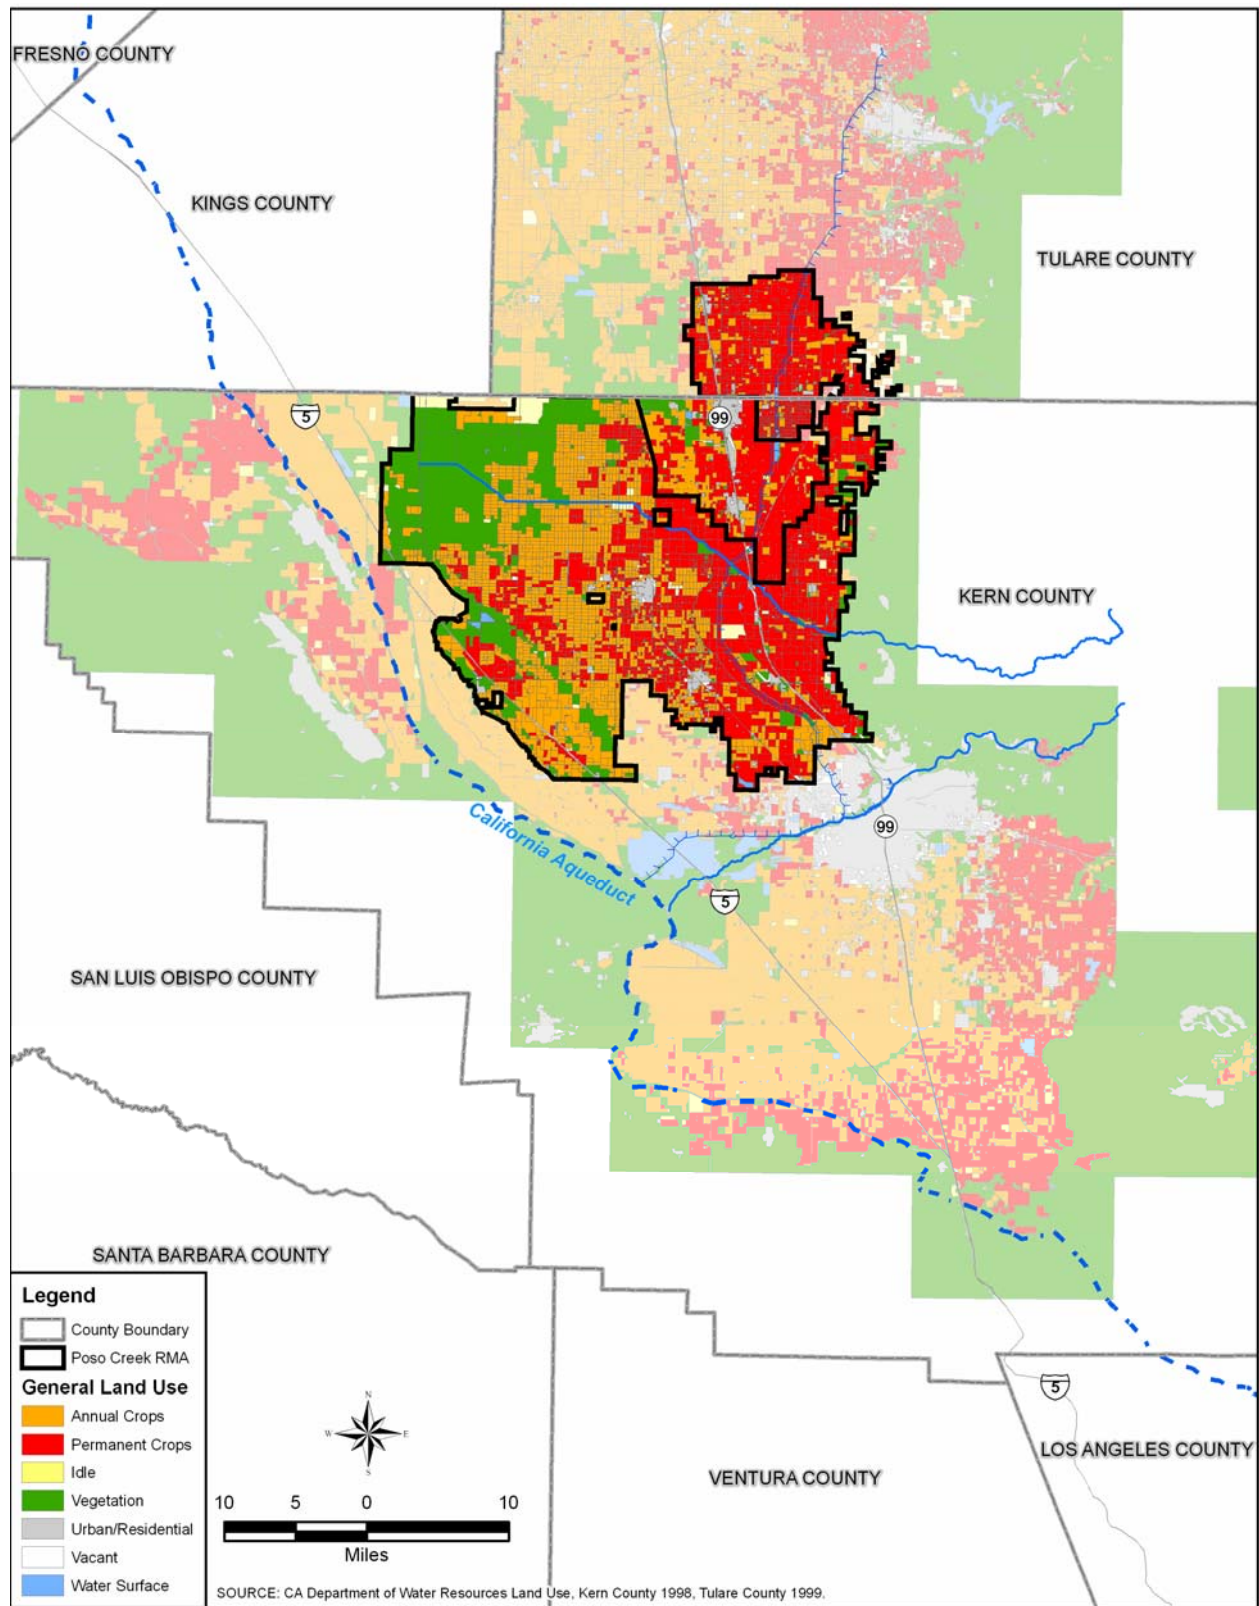 FRESNO COUNTY
KINGS COUNTY
TULARE COUNTY
5
99
KERN COUNTY
California Aqueduct
99
5
SAN LUIS OBISPO COUNTY
SANTA BARBARA COUNTY
Legend
County Boundary
Poso Creek RMA
General Land Use
Annual Crops
Permanent Crops
Idle
Vegetation
Urban/Residential
Vacant
Water Surface
N
W E
S
10 5 0 10
Miles
5
LOS ANGELES COUNTY
VENTURA COUNTY
SOURCE: CA Department of Water Resources Land Use, Kern County 1998, Tulare County 1999.